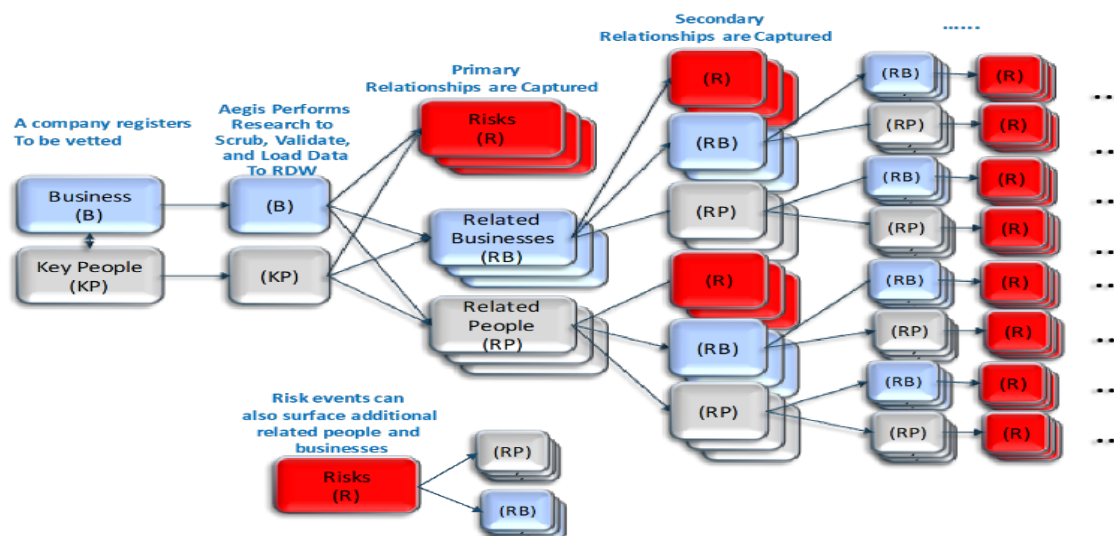 A company registers
To be vetted
Business
(B)
Key People
(KP)
Aegis Performs
Research to
Scrub, Validate,
and Load Data
To RDW
(B)
(KP)
Primary
Relationships are Captured
Risks
(R)
Related
Businesses
(RB)
Related
People
(RP)
Secondary
Relationships are Captured
(R)
(RB)
(RP)
(R)
(RB)
(RP)
......
(RB)
(R)
(RP)
(R)
(RB)
(R)
(RP)
(R)
(RB)
(R)
(RP)
(R)
(RB)
(R)
(RP)
(R)
..
..
..
..
..
..
..
..
Risk events can
also surface additional
related people and
businesses
Risks
(R)
(RP)
(RB)